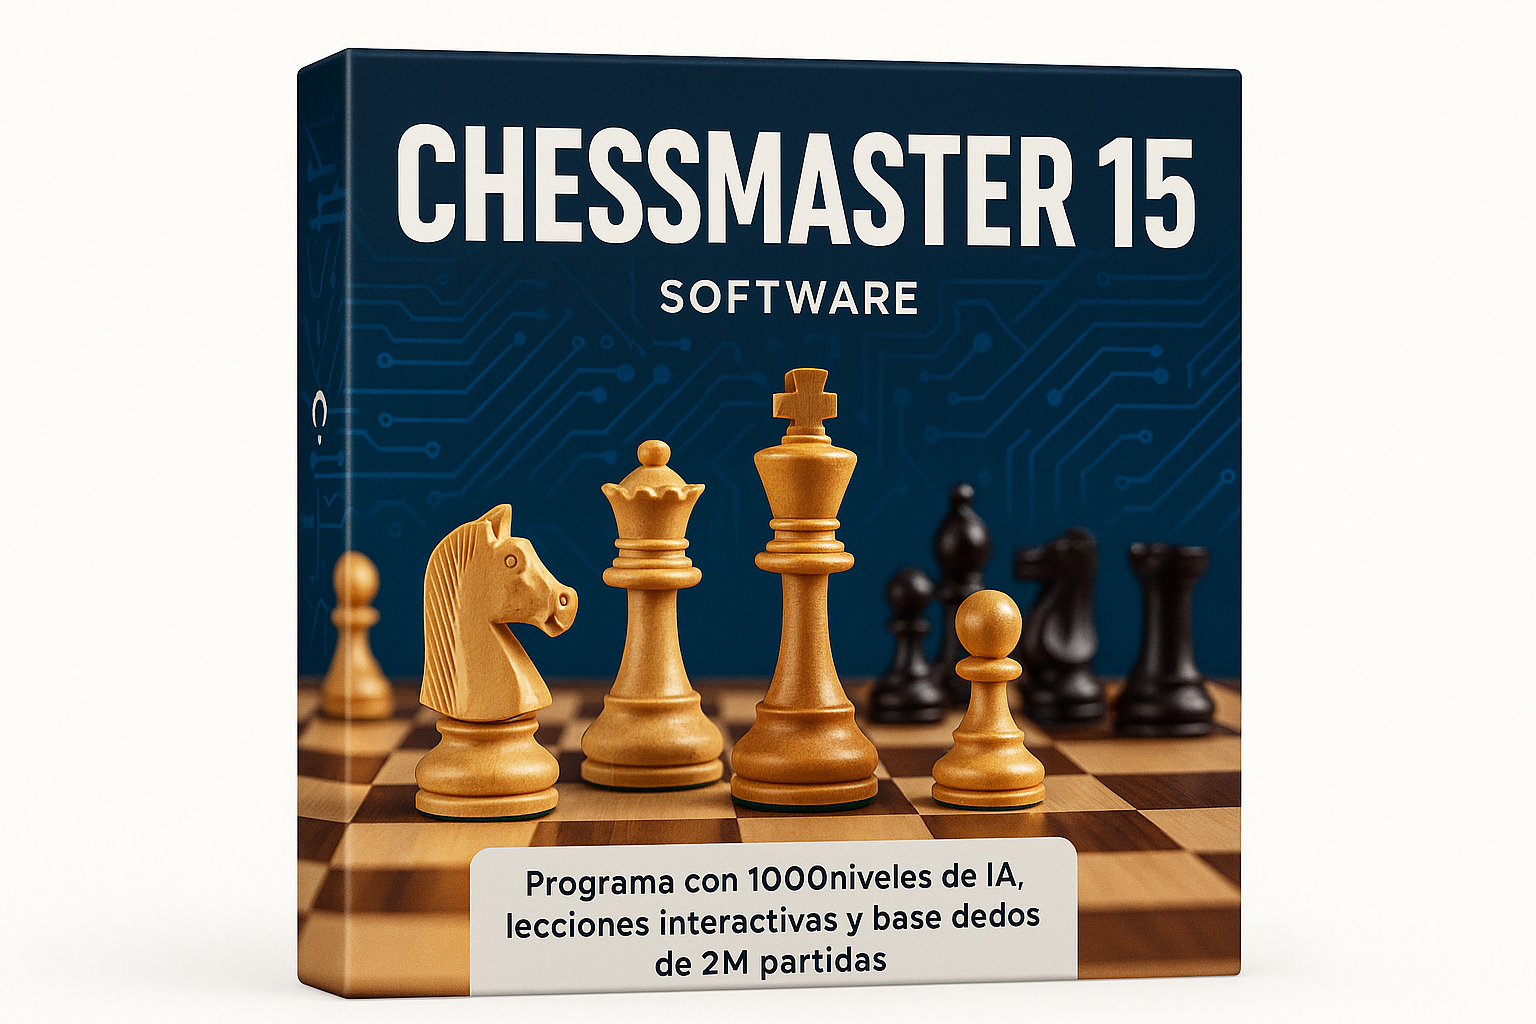 CHESSMASTER 15
SOFTWARE
Programa con 1000niveles de IA,
lecciones interactivas y base dedos
de 2M partidas